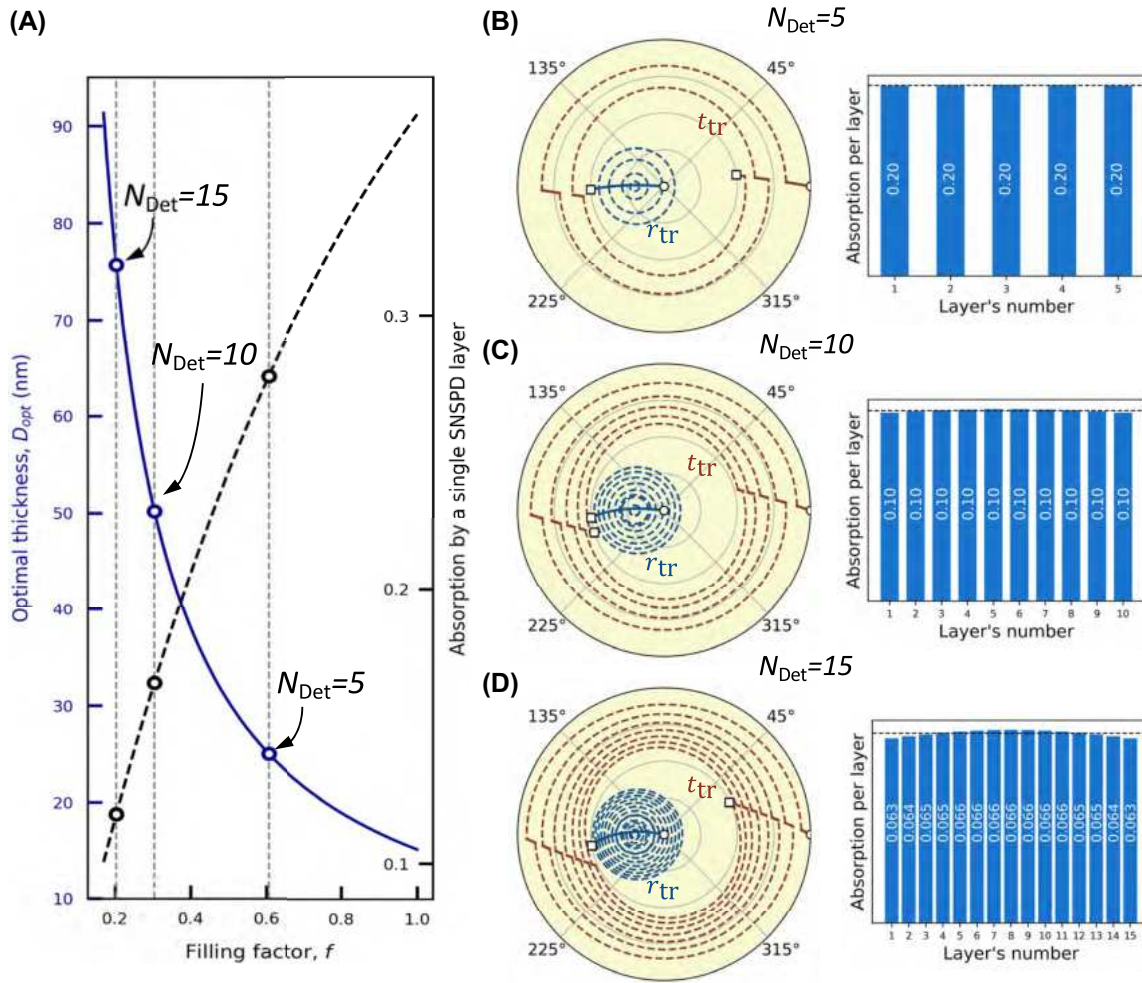 (A)
90
80
70
60
50
40
30
20
10
Optimal thickness, D_opt (nm)
N_Det=15
N_Det=10
N_Det=5
0.3
0.2
0.1
Absorption by a single SNSPD layer
0.2 0.4 0.6 0.8 1.0
Filling factor, f
(B)
N_Det=5
135° 45°
t_tr
r_tr
225° 315°
Absorption per layer
0.20 0.20 0.20 0.20 0.20
1 2 3 4 5
Layer's number
(C)
N_Det=10
135° 45°
t_tr
r_tr
225° 315°
Absorption per layer
0.10 0.10 0.10 0.10 0.10 0.10 0.10 0.10 0.10 0.10
1 2 3 4 5 6 7 8 9 10
Layer's number
(D)
N_Det=15
135° 45°
t_tr
r_tr
225° 315°
Absorption per layer
0.063 0.064 0.065 0.065 0.066 0.066 0.066 0.066 0.066 0.066 0.066 0.065 0.065 0.064 0.063
1 2 3 4 5 6 7 8 9 10 11 12 13 14 15
Layer's number